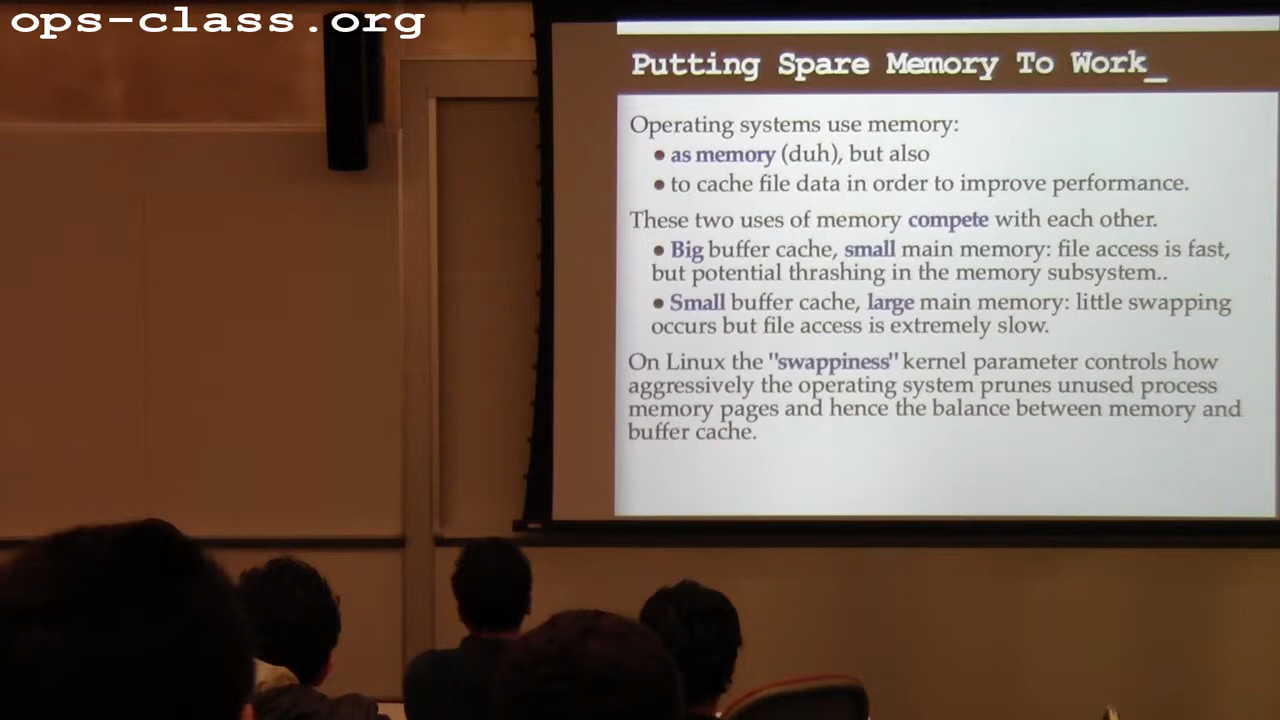 ops-class.org
Putting Spare Memory To Work_
Operating systems use memory:
• as memory (duh), but also
• to cache file data in order to improve performance.
These two uses of memory compete with each other.
• Big buffer cache, small main memory: file access is fast,
but potential thrashing in the memory subsystem..
• Small buffer cache, large main memory: little swapping
occurs but file access is extremely slow.
On Linux the "swappiness" kernel parameter controls how
aggressively the operating system prunes unused process
memory pages and hence the balance between memory and
buffer cache.